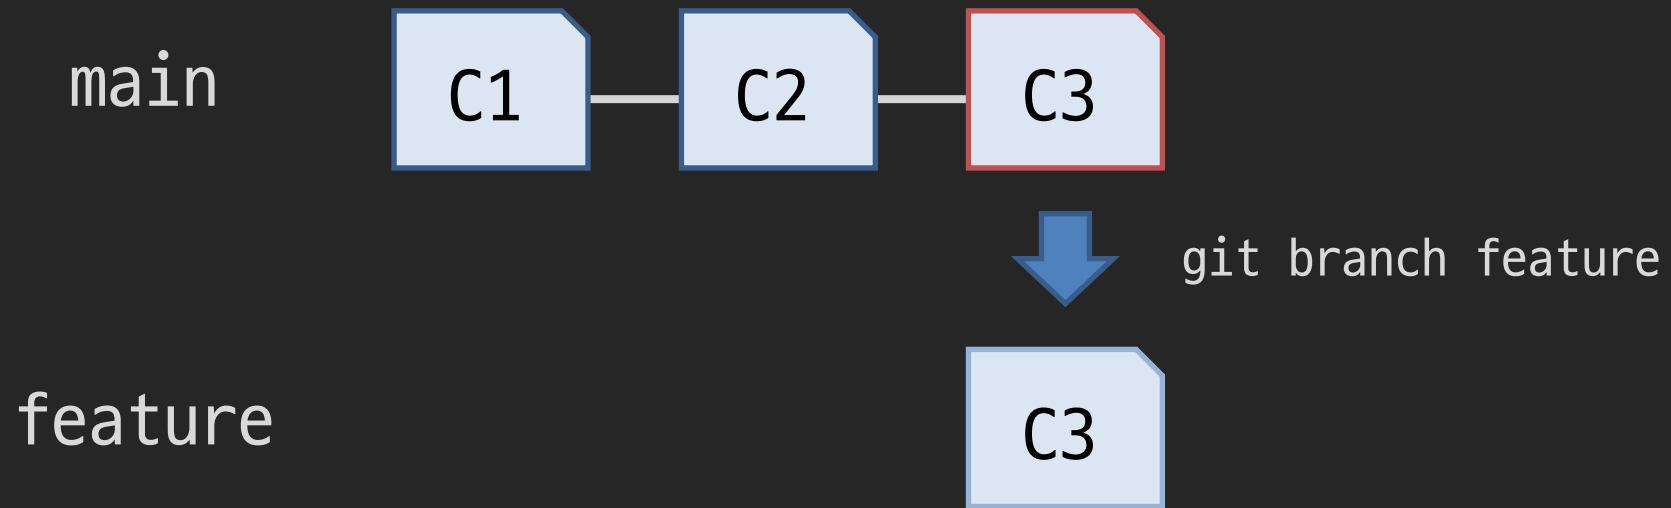 main
C1
C2
C3
git branch feature
feature
C3